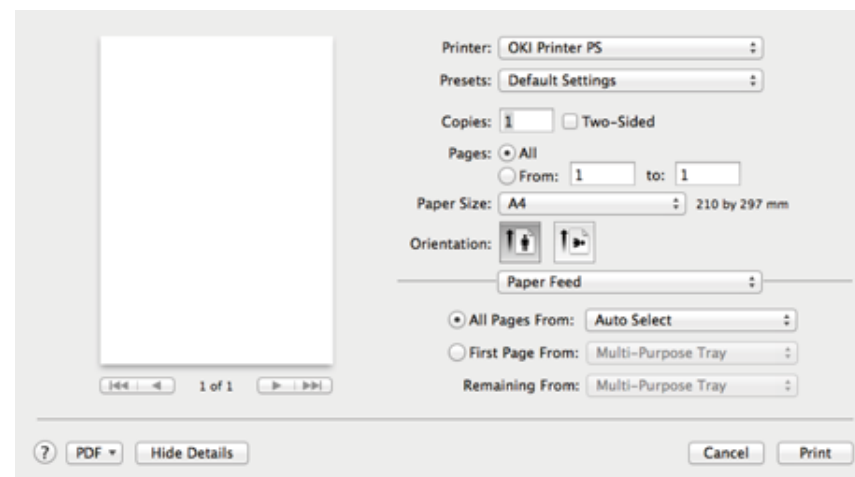 Printer: OKI Printer PS
Presets: Default Settings
Copies: 1 Two-Sided
Pages: All
From: 1 to: 1
Paper Size: A4 210 by 297 mm
Orientation:
Paper Feed
All Pages From: Auto Select
First Page From: Multi-Purpose Tray
Remaining From: Multi-Purpose Tray
1 of 1
? PDF Hide Details Cancel Print